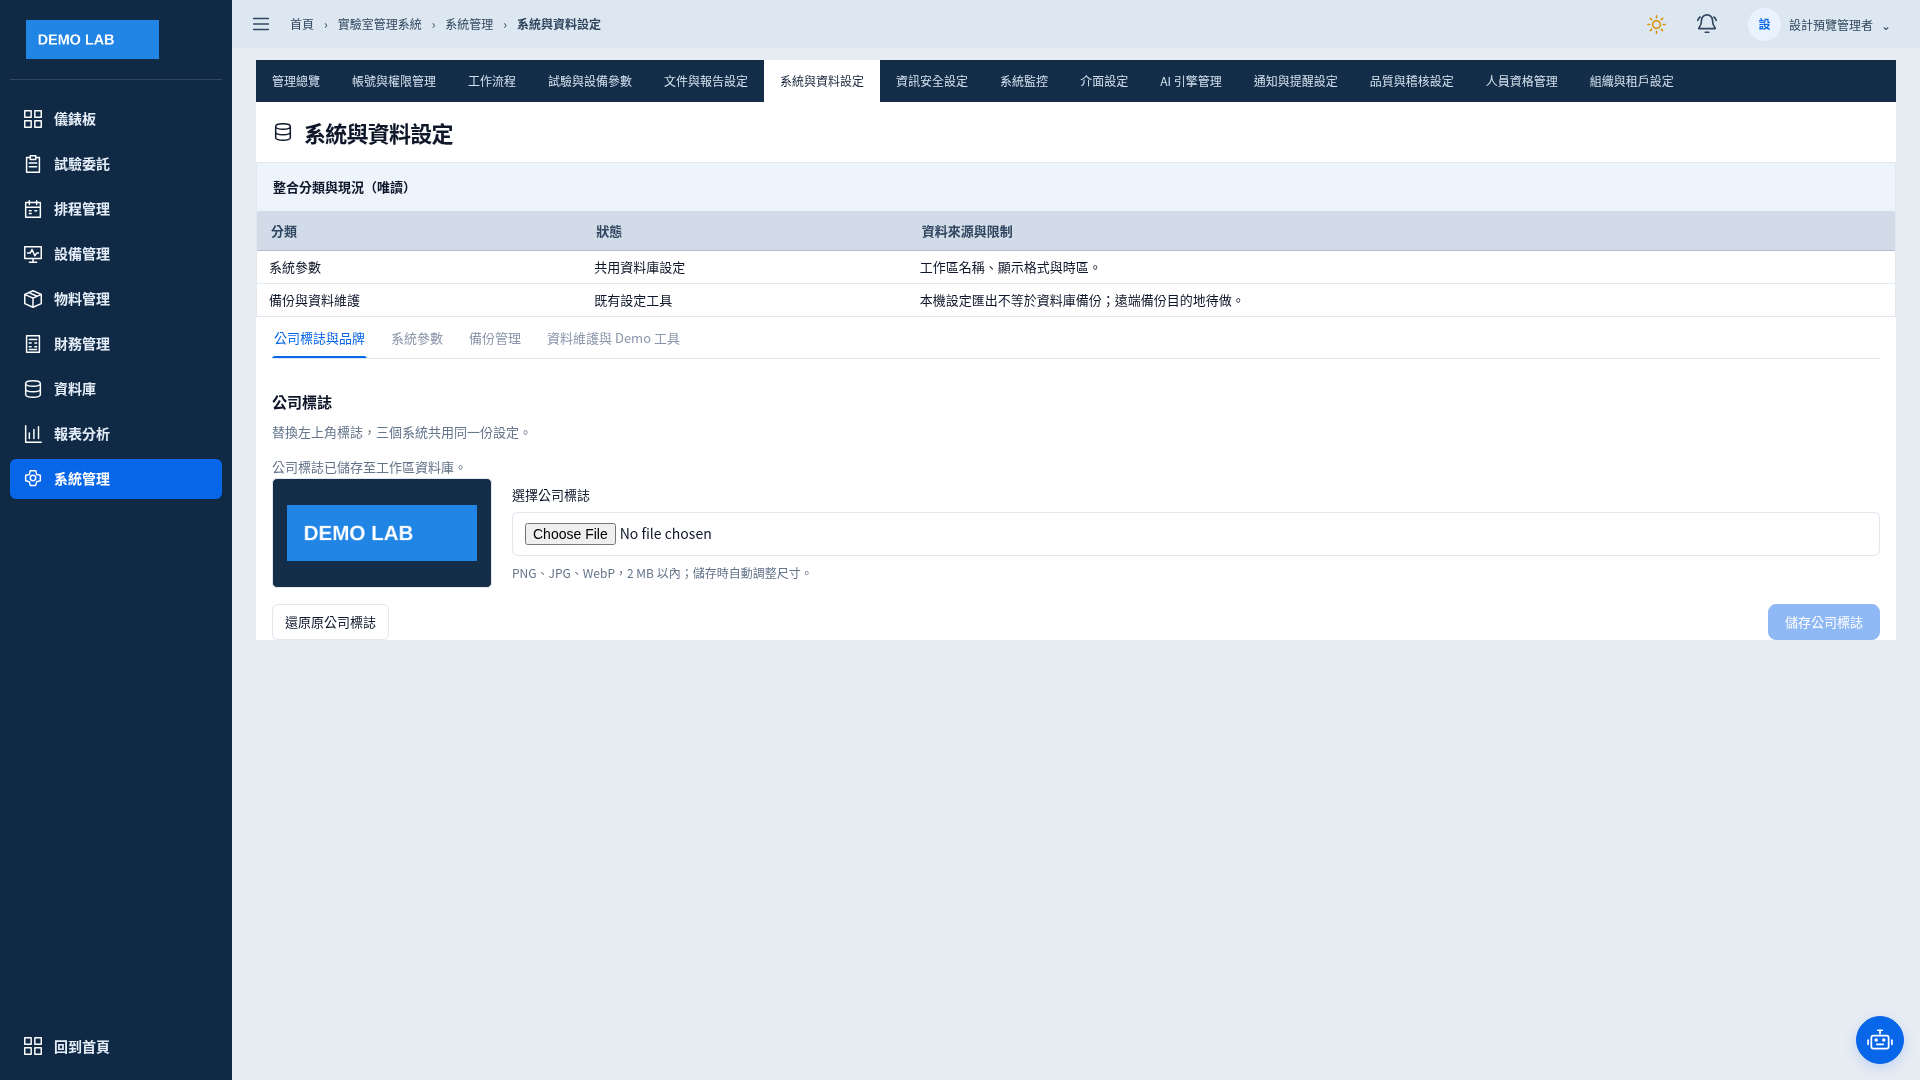 DEMO LAB
儀錶板
試驗委託
排程管理
設備管理
物料管理
財務管理
資料庫
報表分析
系統管理
回到首頁
首頁 › 實驗室管理系統 › 系統管理 › 系統與資料設定
設 設計預覽管理者
管理總覽 帳號與權限管理 工作流程 試驗與設備參數 文件與報告設定 系統與資料設定 資訊安全設定 系統監控 介面設定 AI 引擎管理 通知與提醒設定 品質與稽核設定 人員資格管理 組織與租戶設定
系統與資料設定
整合分類與現況（唯讀）
分類 狀態 資料來源與限制
系統參數 共用資料庫設定 工作區名稱、顯示格式與時區。
備份與資料維護 既有設定工具 本機設定匯出不等於資料庫備份；遠端備份目的地待做。
公司標誌與品牌 系統參數 備份管理 資料維護與 Demo 工具
公司標誌
替換左上角標誌，三個系統共用同一份設定。
公司標誌已儲存至工作區資料庫。
DEMO LAB
選擇公司標誌
Choose File No file chosen
PNG、JPG、WebP，2 MB 以內；儲存時自動調整尺寸。
還原原公司標誌
儲存公司標誌